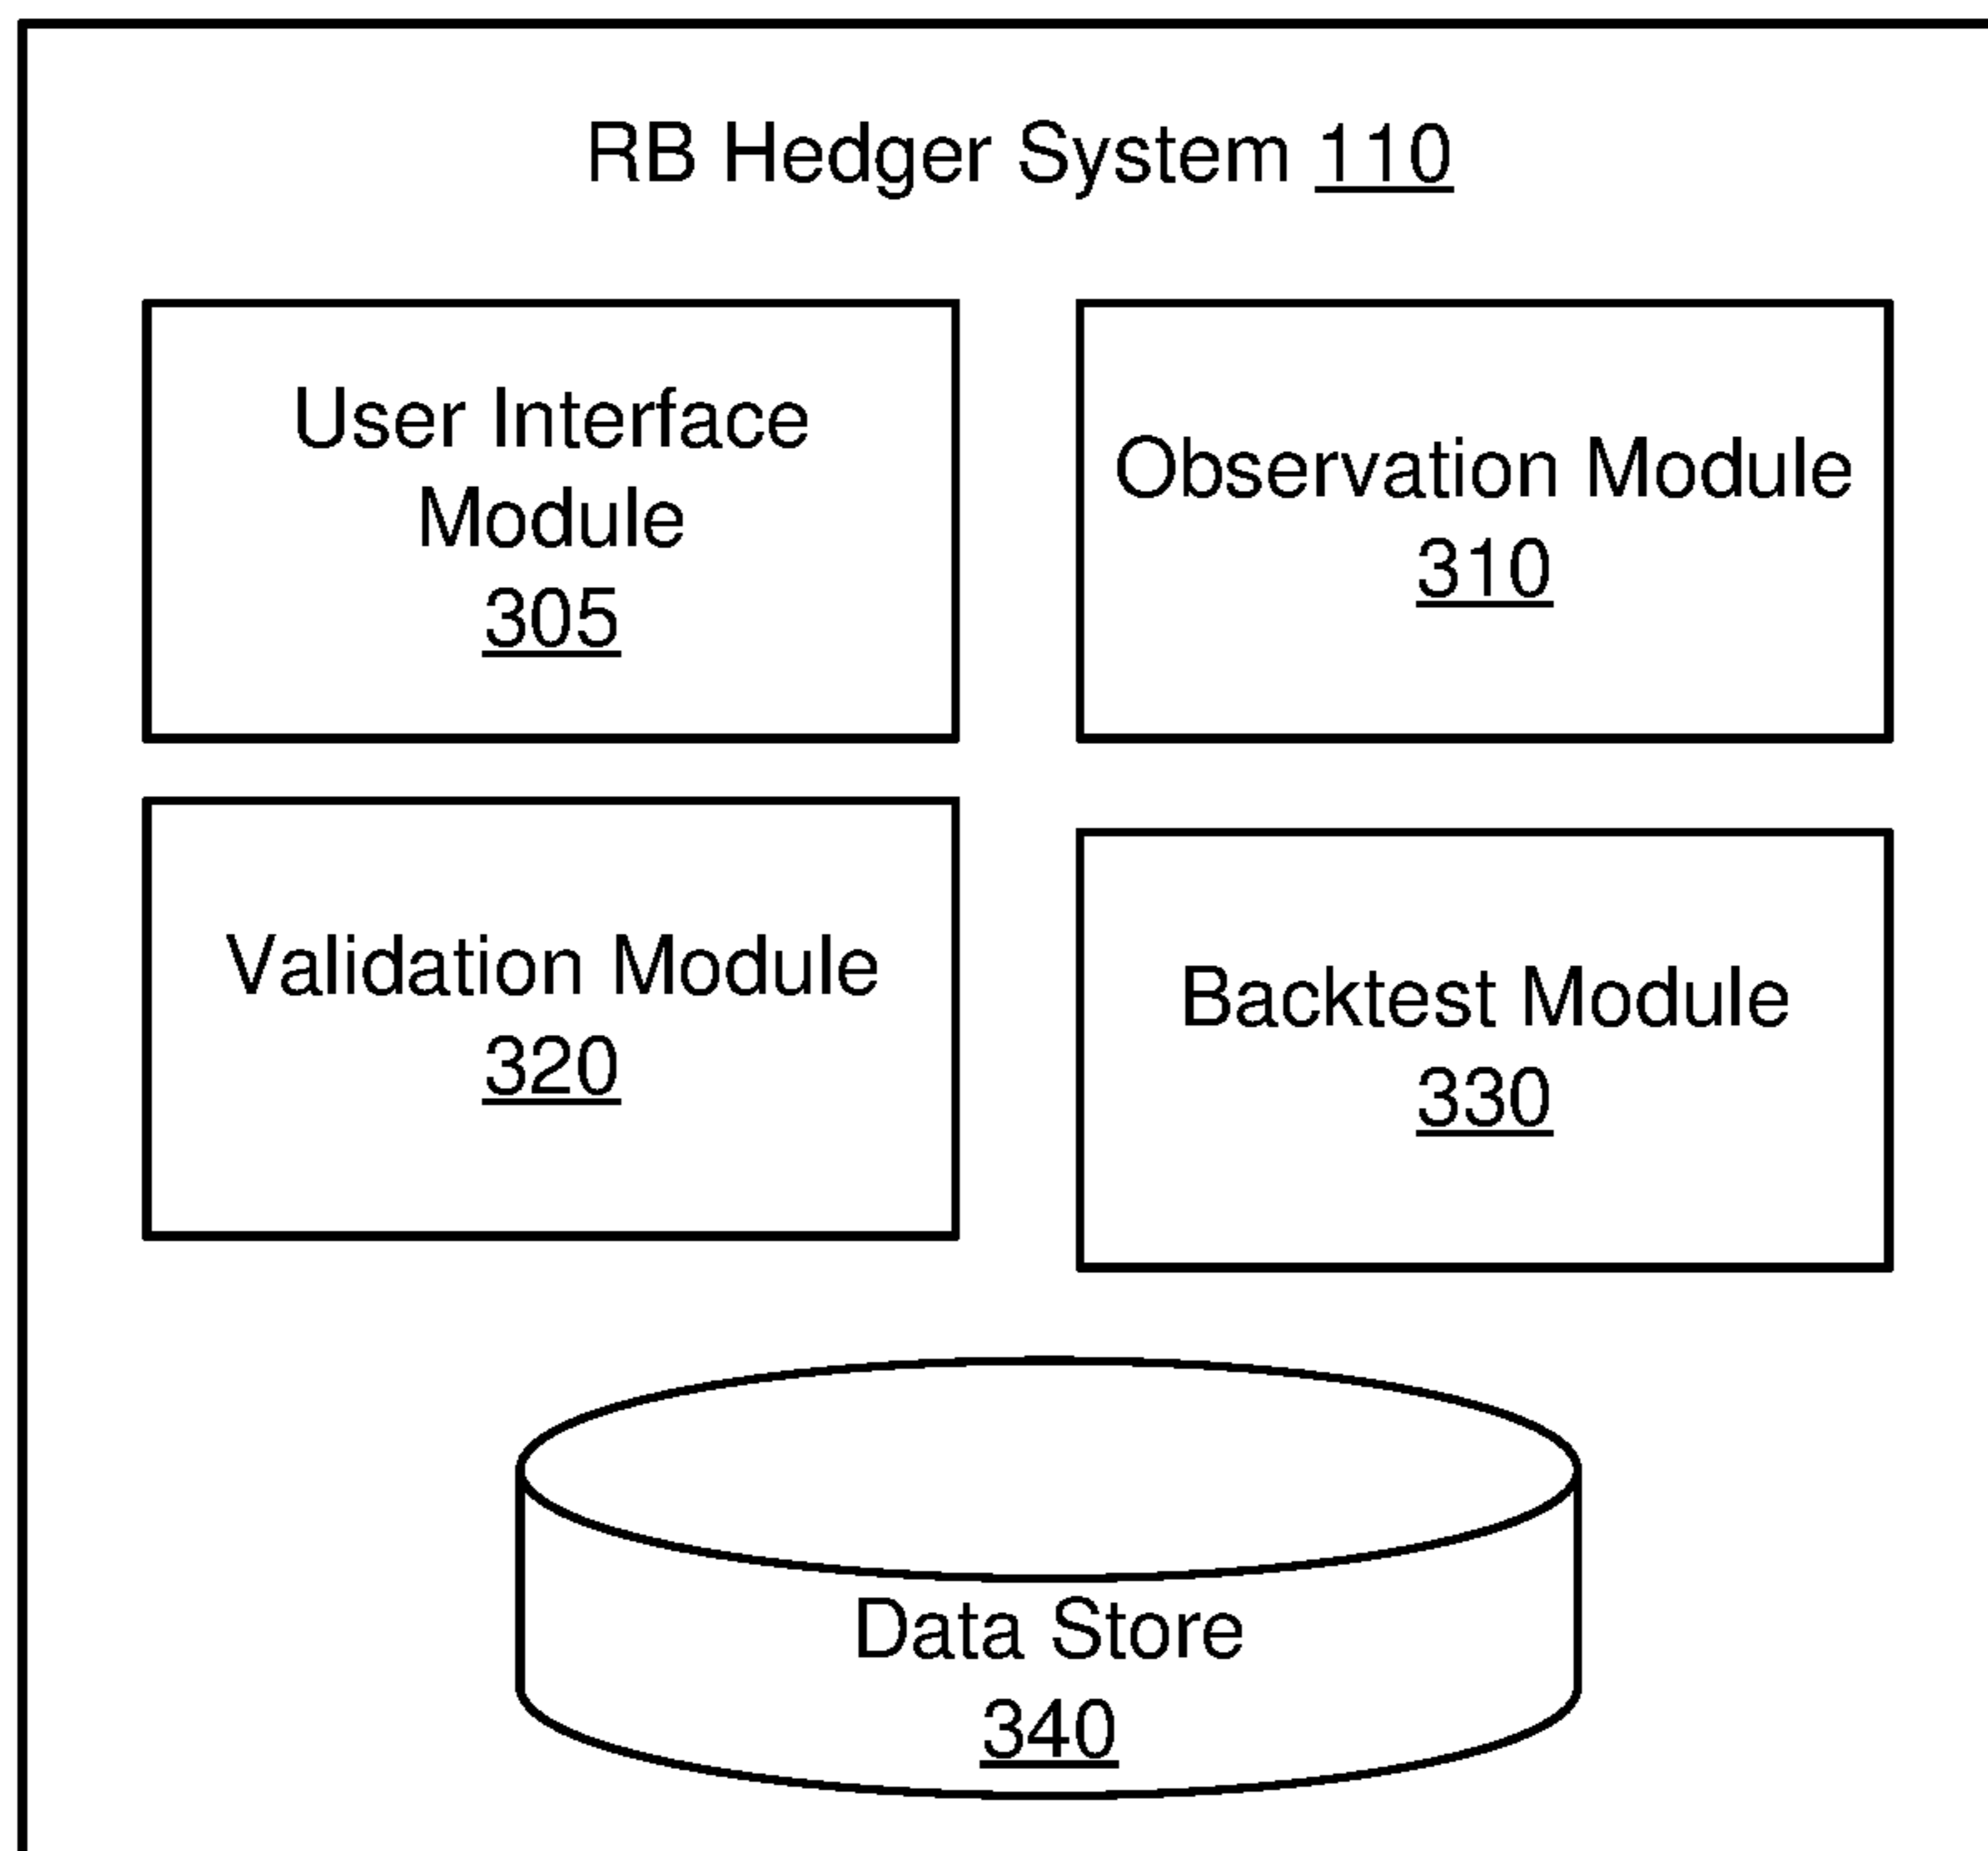 RB Hedger System 110
User Interface
Module
305
Observation Module
310
Validation Module
320
Backtest Module
330
Data Store
340